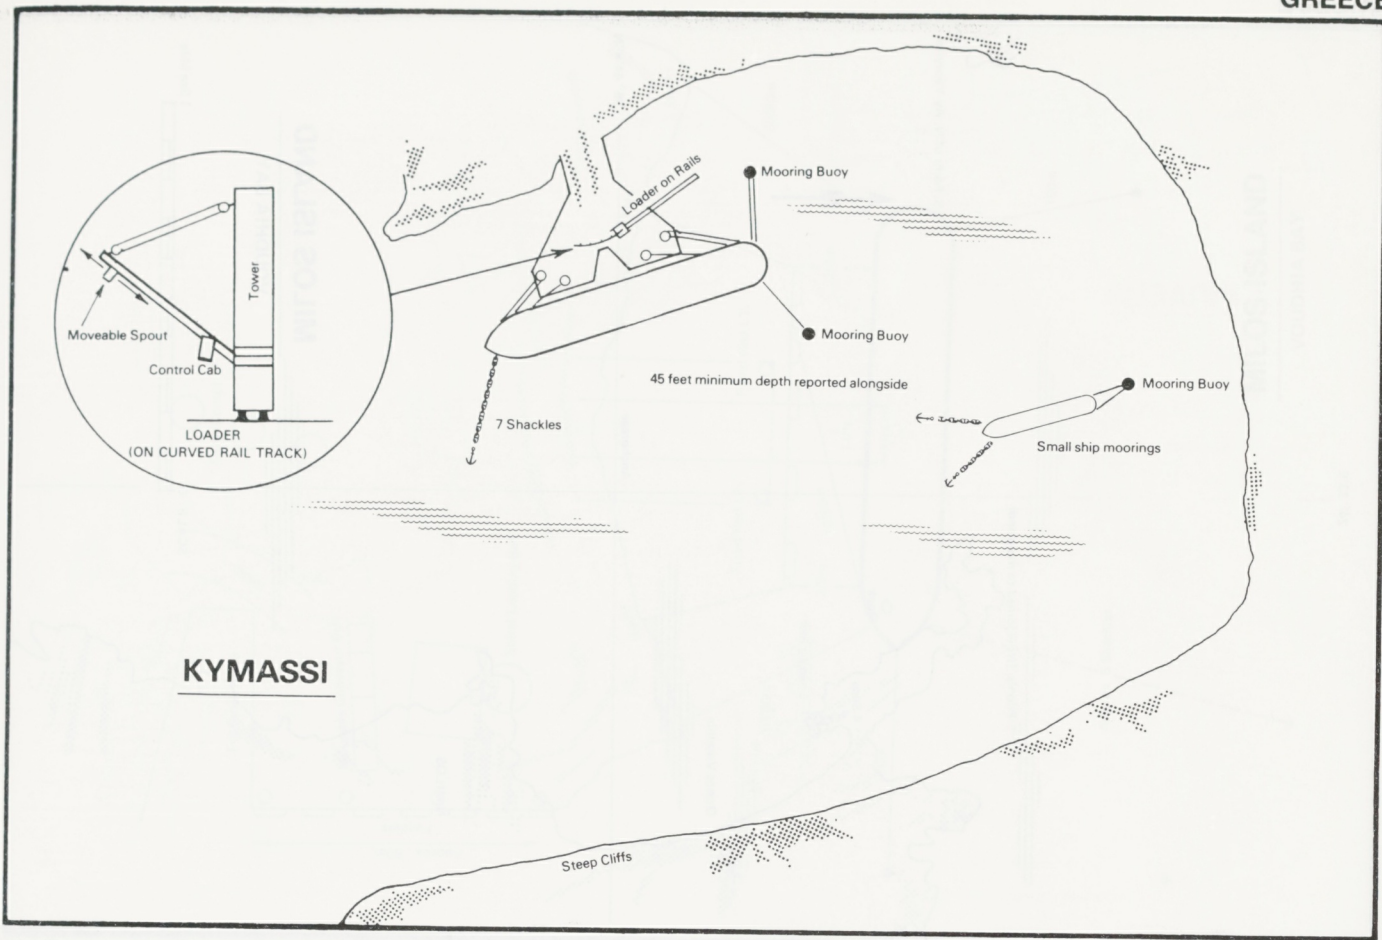 GREECE
Loader on Rails
Mooring Buoy
Tower
Moveable Spout
Control Cab
LOADER
(ON CURVED RAIL TRACK)
Mooring Buoy
45 feet minimum depth reported alongside
Mooring Buoy
7 Shackles
Small ship moorings
KYMASSI
Steep Cliffs